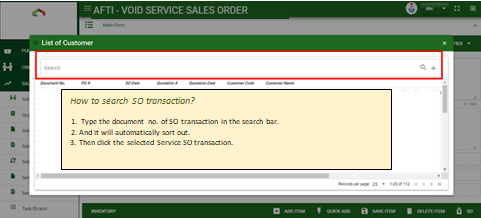 AFTI - VOID SERVICE SALES ORDER
abc
Main Form
List of Customer
Search
Document No. PO # SO Date Quotation # Quotation Date Customer Code Customer Name
How to search SO transaction?
1. Type the document no. of SO transaction in the search bar.
2. And it will automatically sort out.
3. Then click the selected Service SO transaction.
Records per page 25 1-25 of 112
Task/Errand
INVENTORY
ADD ITEM QUICK ADD SAVE ITEM DELETE ITEM SO